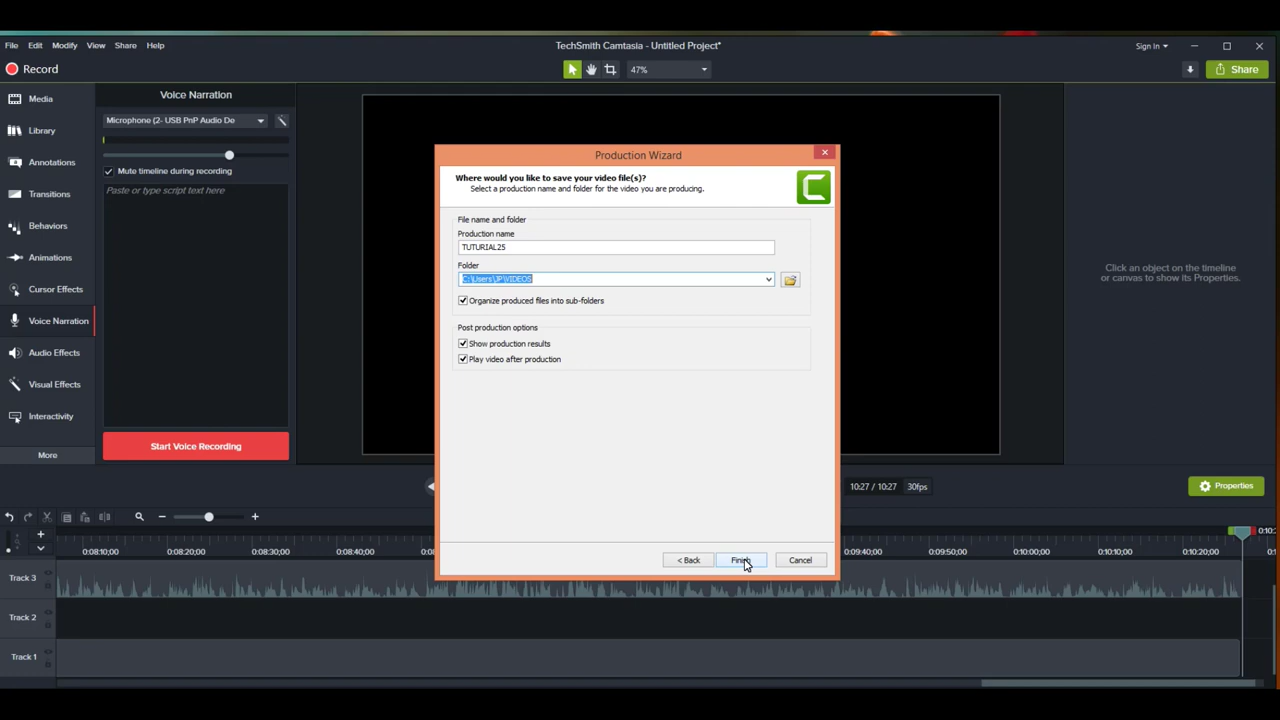 TechSmith Camtasia - Untitled Project*
File Edit Modify View Share Help
Sign In
Record
47%
Share
Media
Library
Annotations
Transitions
Behaviors
Animations
Cursor Effects
Voice Narration
Audio Effects
Visual Effects
Interactivity
More
Voice Narration
Microphone (2- USB PnP Audio De
Mute timeline during recording
Paste or type script text here
Start Voice Recording
Production Wizard
Where would you like to save your video file(s)?
Select a production name and folder for the video you are producing.
File name and folder
Production name
TUTURIAL25
Folder
C:\Users\JP\VIDEOS
Organize produced files into sub-folders
Post production options
Show production results
Play video after production
< Back Finish Cancel
Click an object on the timeline
or canvas to show its Properties.
10:27 / 10:27 30fps
Properties
0:08:10;00 0:08:20;00 0:08:30;00 0:08:40;00 0:09:40;00 0:09:50;00 0:10:00;00 0:10:10;00 0:10:20;00
Track 3
Track 2
Track 1